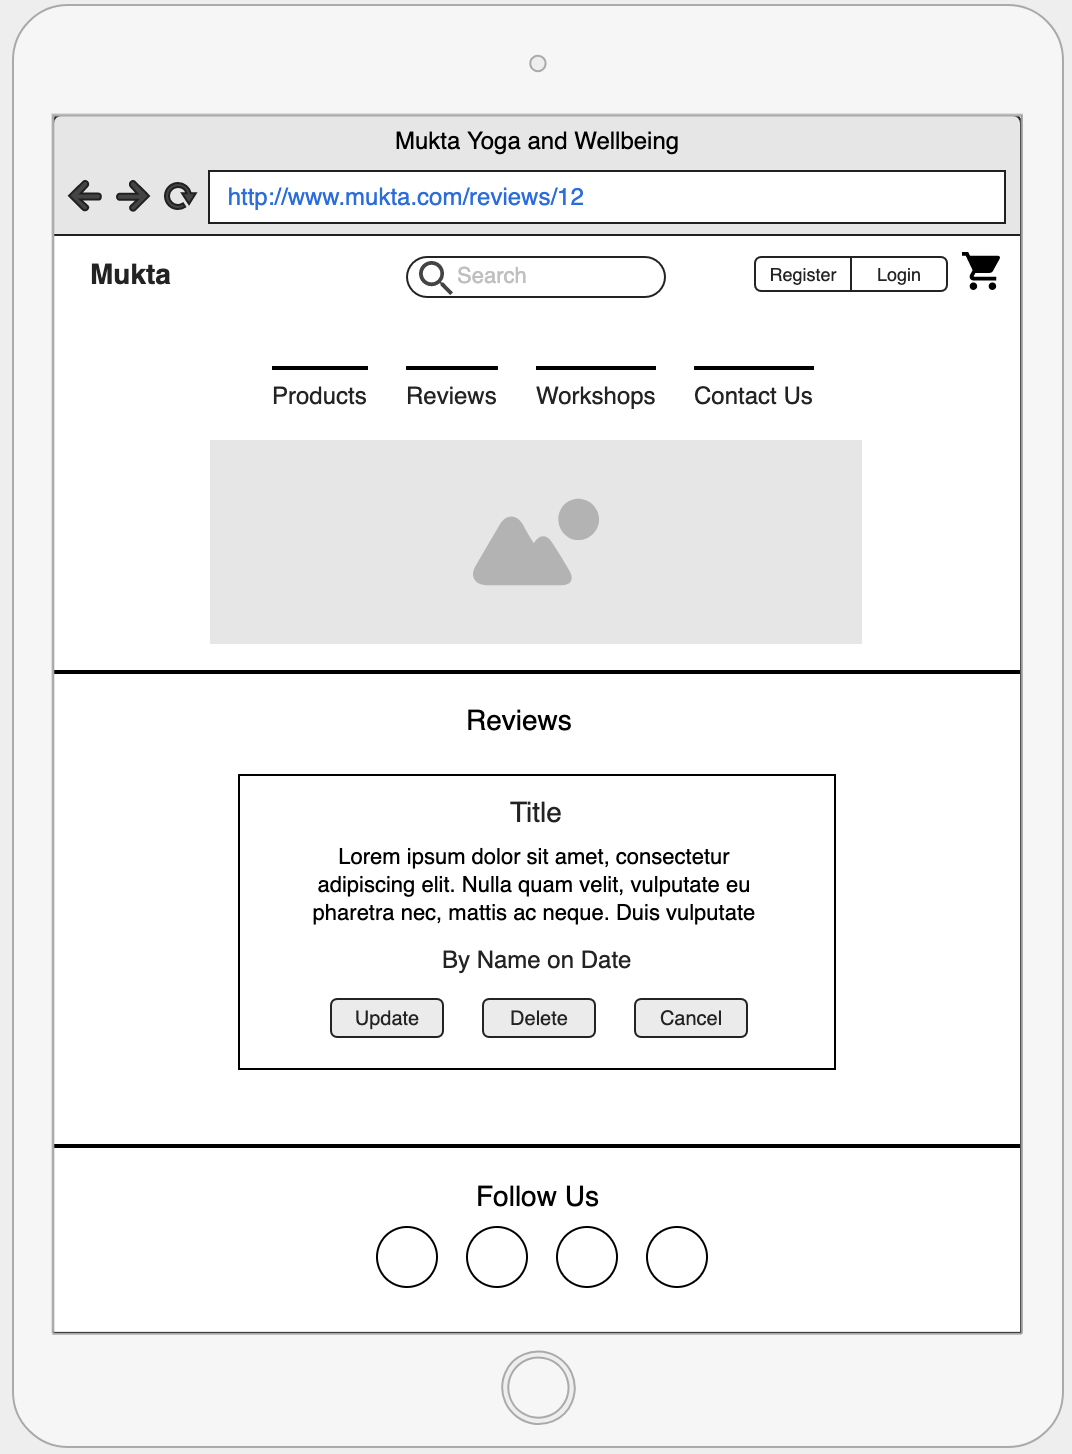 Mukta Yoga and Wellbeing
http://www.mukta.com/reviews/12
Mukta
Search
Register
Login
Products
Reviews
Workshops
Contact Us
Reviews
Title
Lorem ipsum dolor sit amet, consectetur
adipiscing elit. Nulla quam velit, vulputate eu
pharetra nec, mattis ac neque. Duis vulputate
By Name on Date
Update
Delete
Cancel
Follow Us